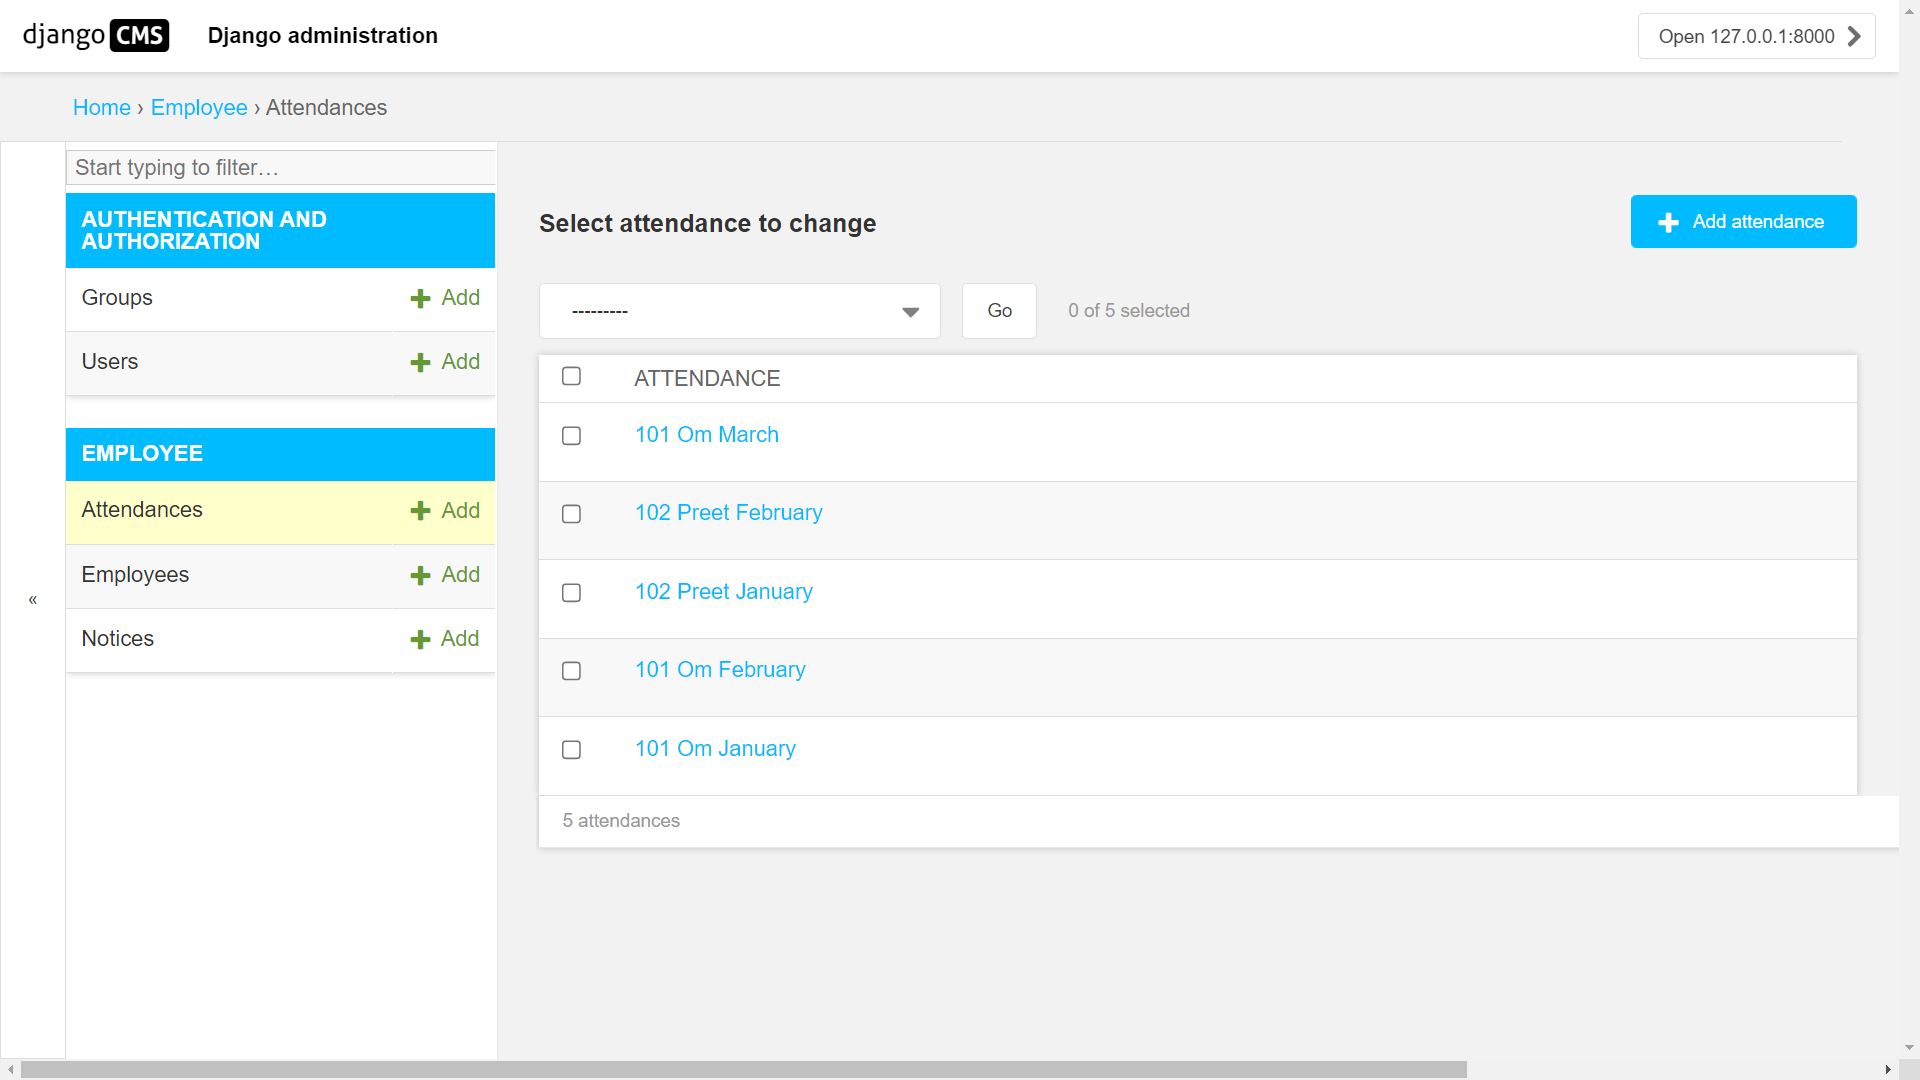 django CMS
Django administration
Open 127.0.0.1:8000
Home › Employee › Attendances
Start typing to filter…
AUTHENTICATION AND
AUTHORIZATION
Groups
Add
Users
Add
EMPLOYEE
Attendances
Add
Employees
Add
Notices
Add
«
Select attendance to change
Add attendance
---------
Go
0 of 5 selected
ATTENDANCE
101 Om March
102 Preet February
102 Preet January
101 Om February
101 Om January
5 attendances